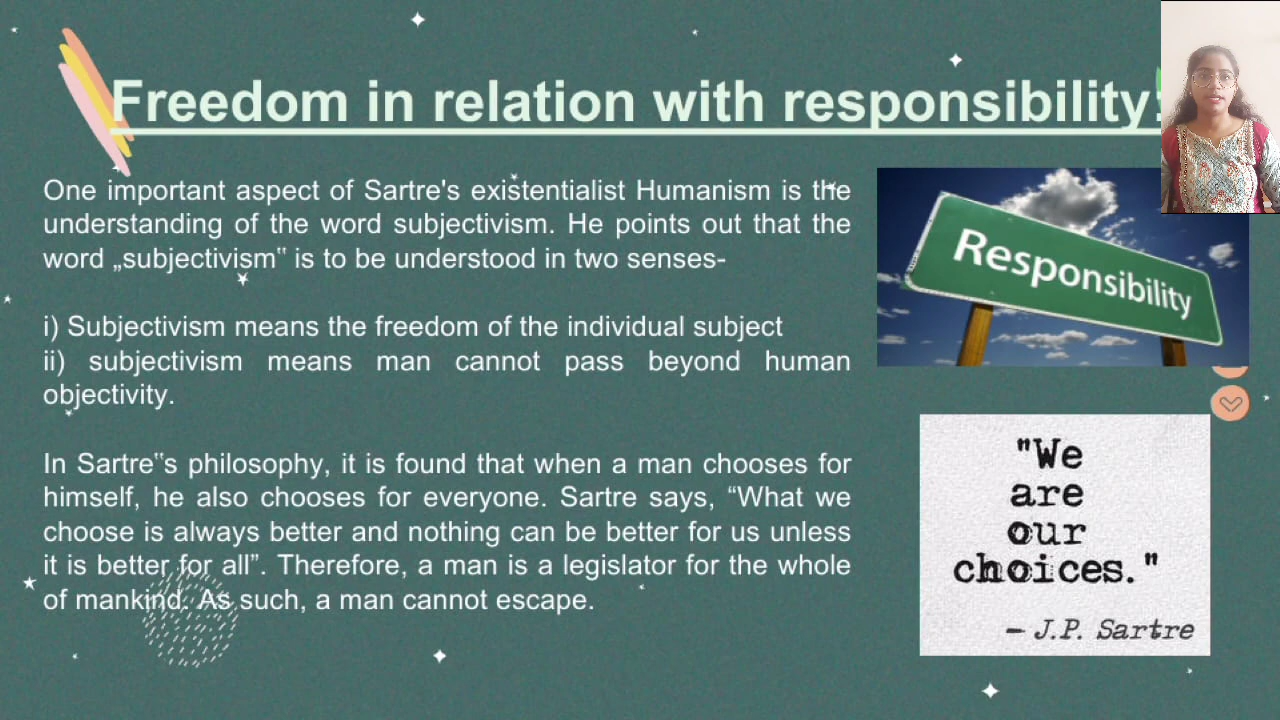 Freedom in relation with responsibility!
One important aspect of Sartre's existentialist Humanism is the
understanding of the word subjectivism. He points out that the
word „subjectivism‟ is to be understood in two senses-
i) Subjectivism means the freedom of the individual subject
ii) subjectivism means man cannot pass beyond human
objectivity.
In Sartre‟s philosophy, it is found that when a man chooses for
himself, he also chooses for everyone. Sartre says, “What we
choose is always better and nothing can be better for us unless
it is better for all”. Therefore, a man is a legislator for the whole
of mankind. As such, a man cannot escape.
Responsibility
"We
are
our
choices."
– J.P. Sartre